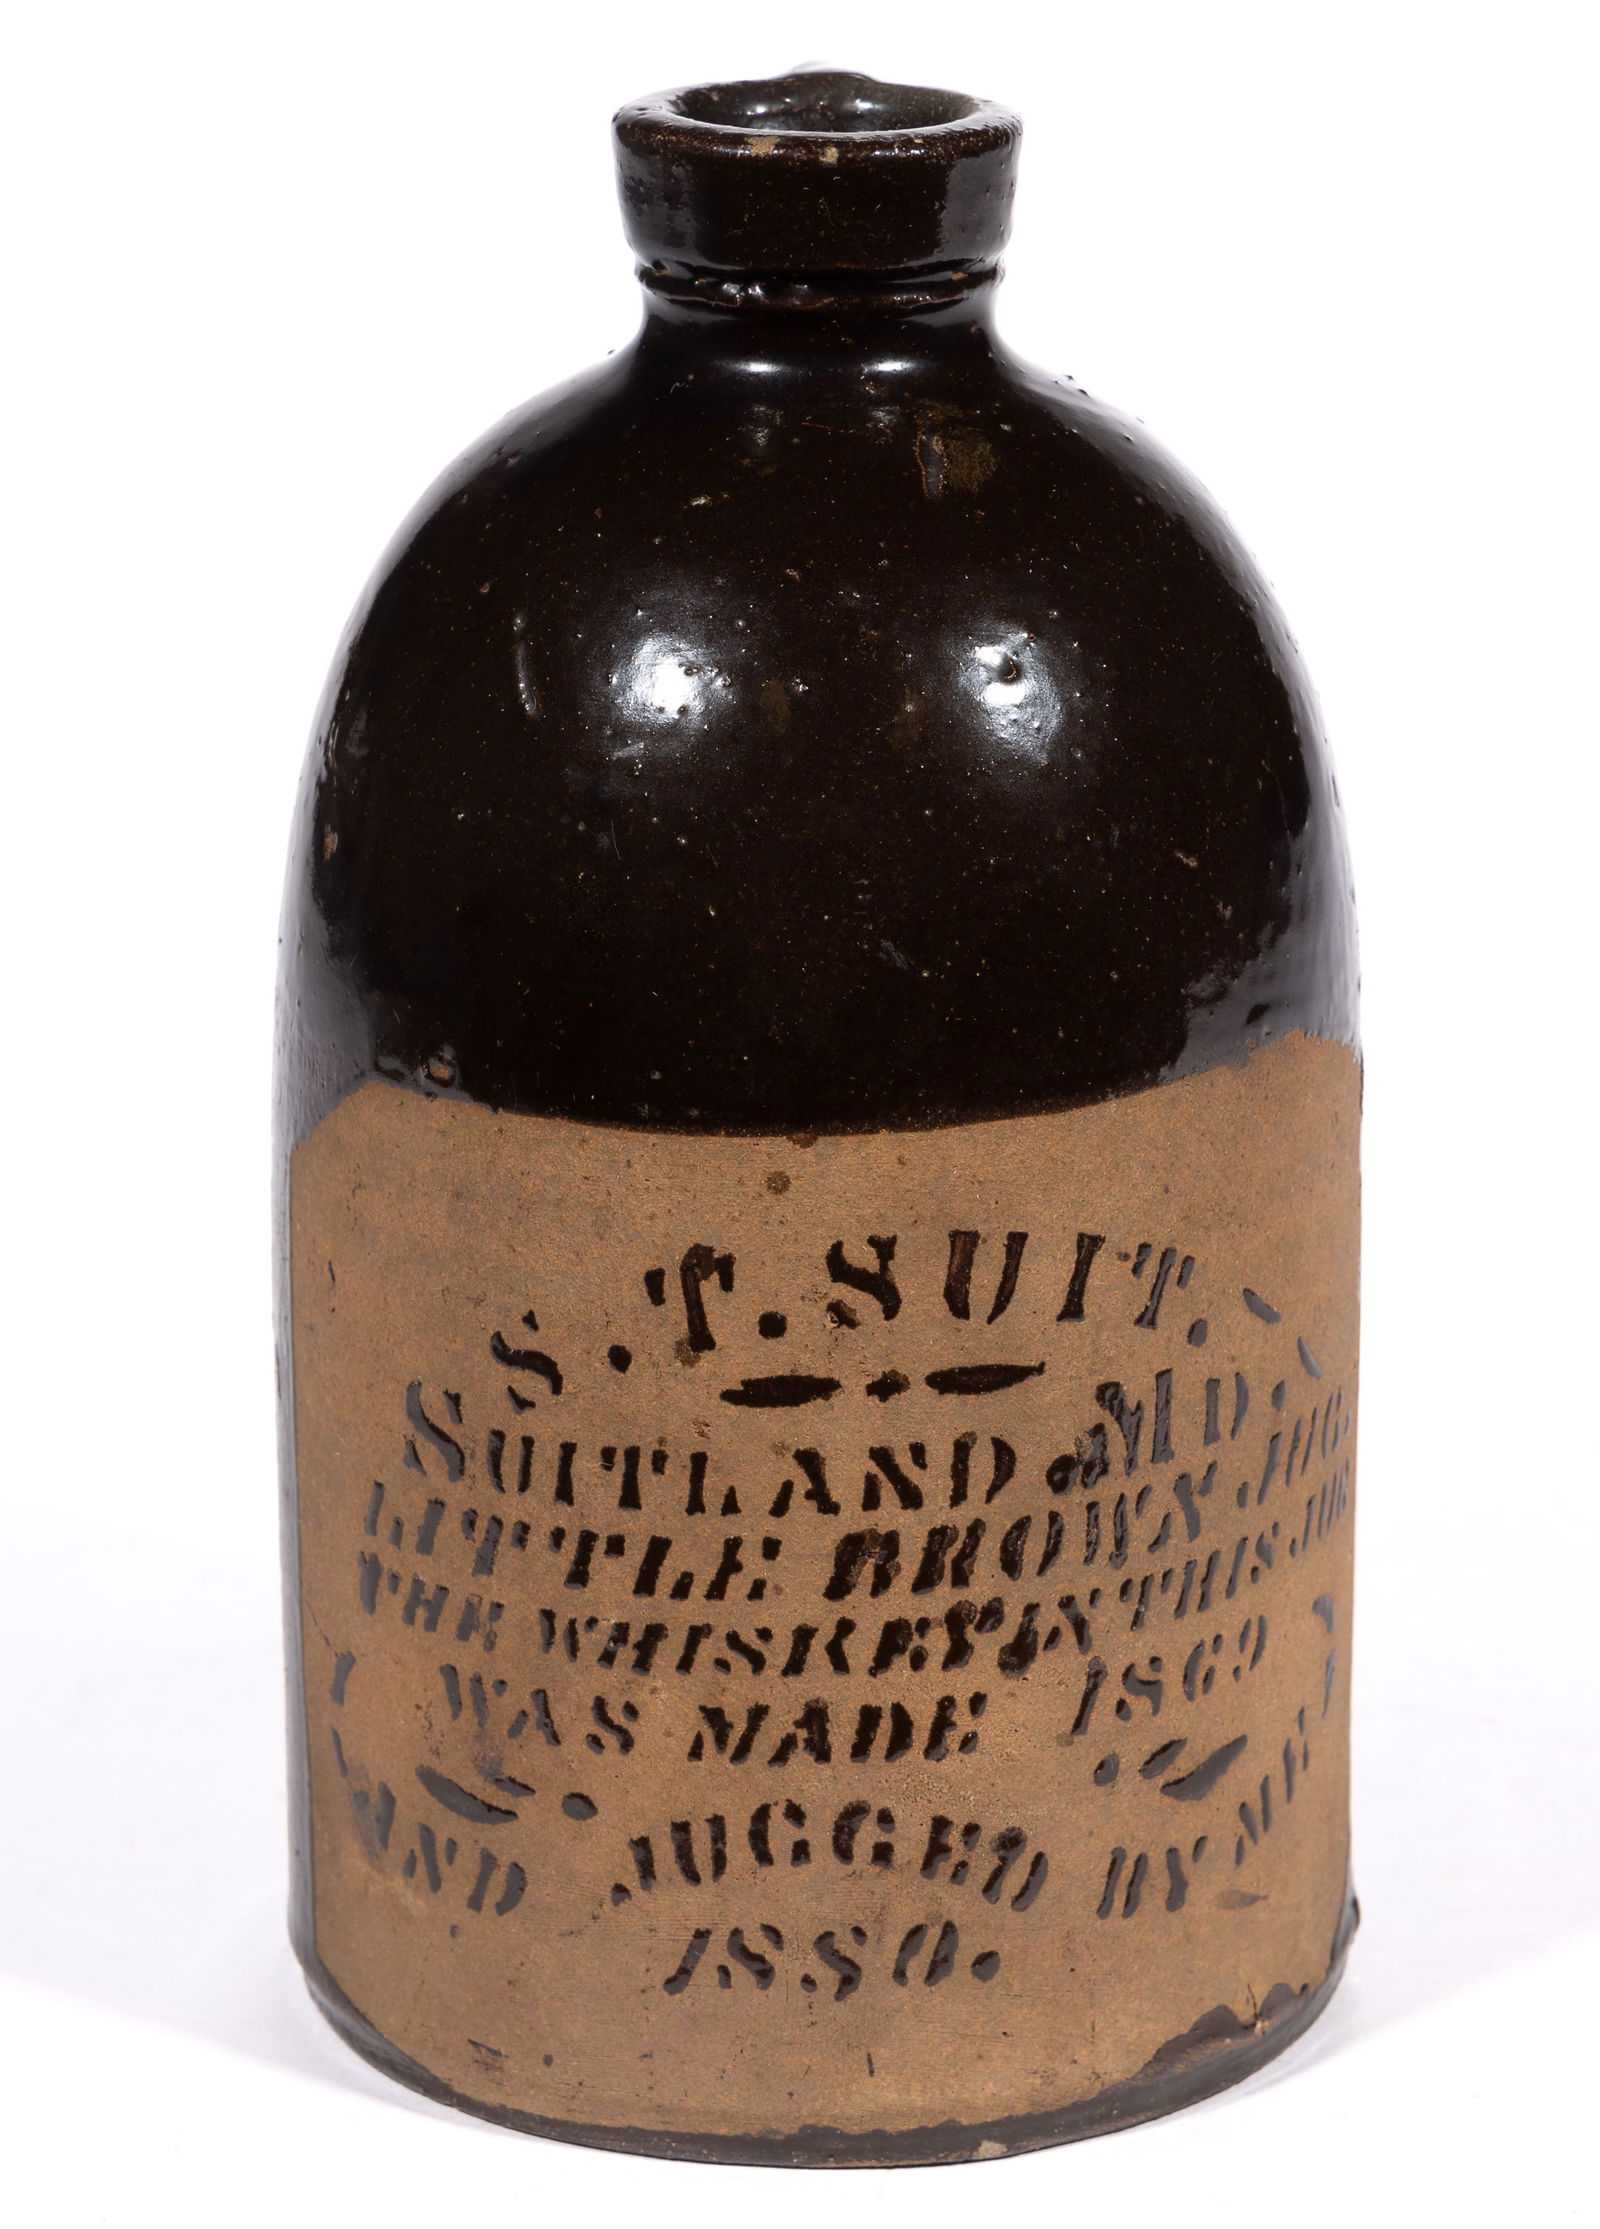 S.T.SUIT.
SUITLAND MD.
LITTLE BROWN JUG.
THE WHISKEY IN THIS JUG
WAS MADE 1869
AND JUGGED BY ME
1880.